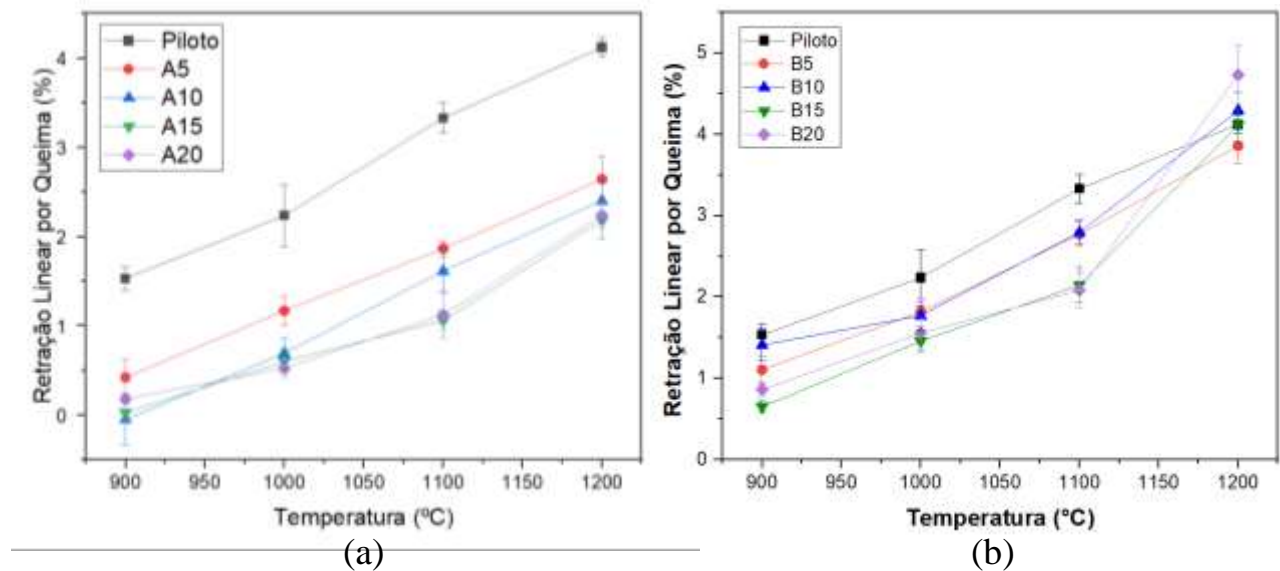 Piloto
A5
A10
A15
A20
Retração Linear por Queima (%)
4
3
2
1
0
900 950 1000 1050 1100 1150 1200
Temperatura (ºC)
(a)
Piloto
B5
B10
B15
B20
Retração Linear por Queima (%)
5
4
3
2
1
0
900 950 1000 1050 1100 1150 1200
Temperatura (°C)
(b)